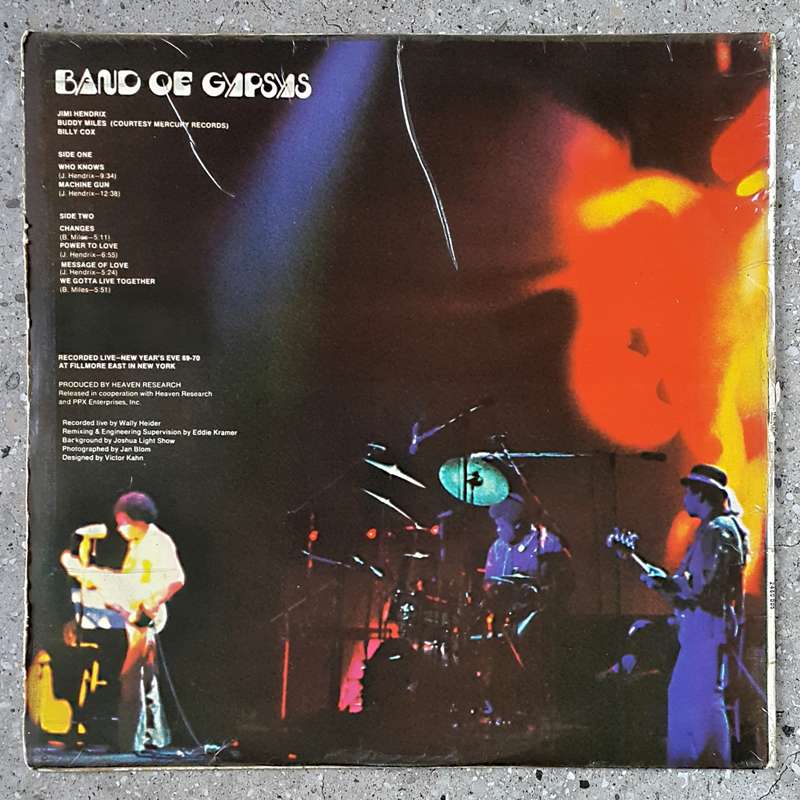 BAND OF GYPSYS
JIMI HENDRIX
BUDDY MILES (COURTESY MERCURY RECORDS)
BILLY COX
SIDE ONE
WHO KNOWS
(J. Hendrix—9:34)
MACHINE GUN
(J. Hendrix—12:38)
SIDE TWO
CHANGES
(B. Miles—5:11)
POWER TO LOVE
(J. Hendrix—6:55)
MESSAGE OF LOVE
(J. Hendrix—5:24)
WE GOTTA LIVE TOGETHER
(B. Miles—5:51)
RECORDED LIVE—NEW YEAR'S EVE 69-70
AT FILLMORE EAST IN NEW YORK
PRODUCED BY HEAVEN RESEARCH
Released in cooperation with Heaven Research
and PPX Enterprises, Inc.
Recorded live by Wally Heider
Remixing & Engineering Supervision by Eddie Kramer
Background by Joshua Light Show
Photographed by Jan Blom
Designed by Victor Kahn